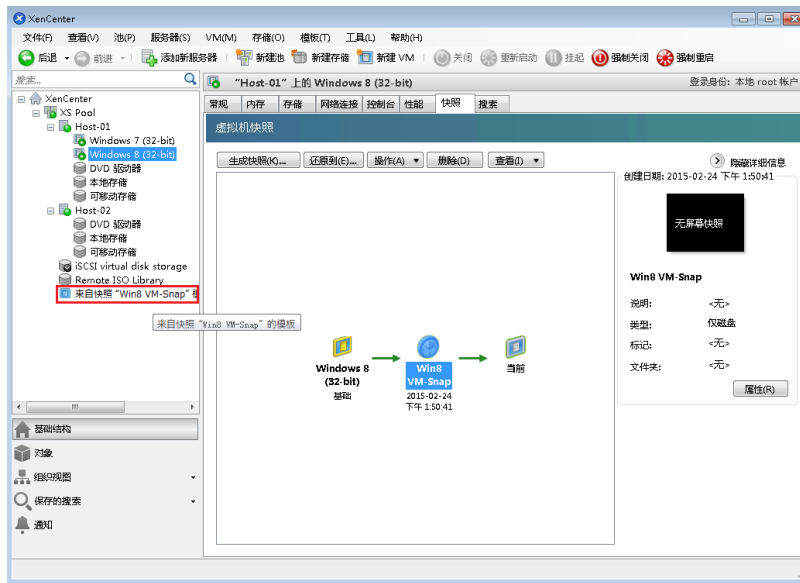 XenCenter
文件(F) 查看(V) 池(P) 服务器(S) VM(M) 存储(O) 模板(T) 工具(L) 帮助(H)
后退 前进 添加新服务器 新建池 新建存储 新建 VM 关闭 重新启动 挂起 强制关闭 强制重启
搜索...
“Host-01” 上的 Windows 8 (32-bit)
登录身份: 本地 root 帐户
XenCenter
XS Pool
Host-01
Windows 7 (32-bit)
Windows 8 (32-bit)
DVD 驱动器
本地存储
可移动存储
Host-02
DVD 驱动器
本地存储
可移动存储
iSCSI virtual disk storage
Remote ISO Library
来自快照 “Win8 VM-Snap”
来自快照 “Win8 VM-Snap” 的模板
基础结构
对象
组织视图
保存的搜索
通知
常规 内存 存储 网络连接 控制台 性能 快照 搜索
虚拟机快照
生成快照(K)... 还原到(E)... 操作(A) 删除(D) 查看(I)
隐藏详细信息
Windows 8
(32-bit)
基础
Win8
VM-Snap
2015-02-24
下午 1:50:41
当前
创建日期: 2015-02-24 下午 1:50:41
无屏幕快照
Win8 VM-Snap
说明: <无>
类型: 仅磁盘
标记: <无>
文件夹: <无>
属性(R)